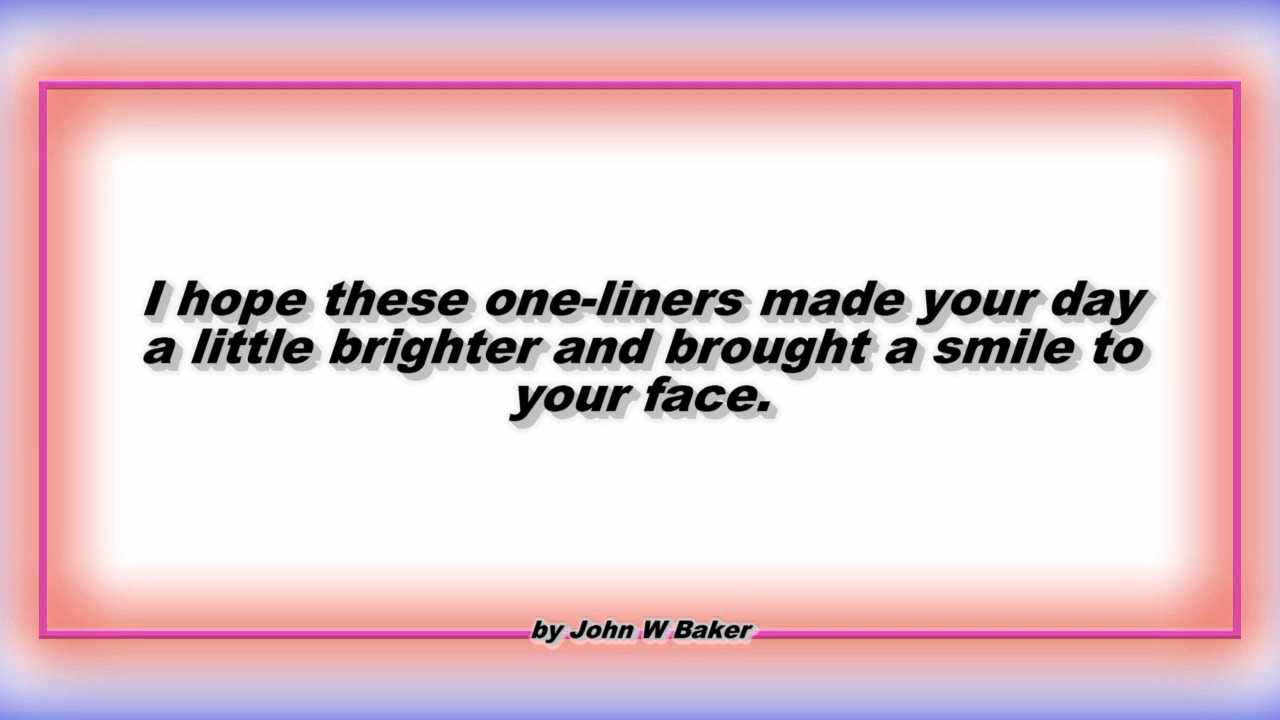 I hope these one-liners made your day
a little brighter and brought a smile to
your face.
by John W Baker